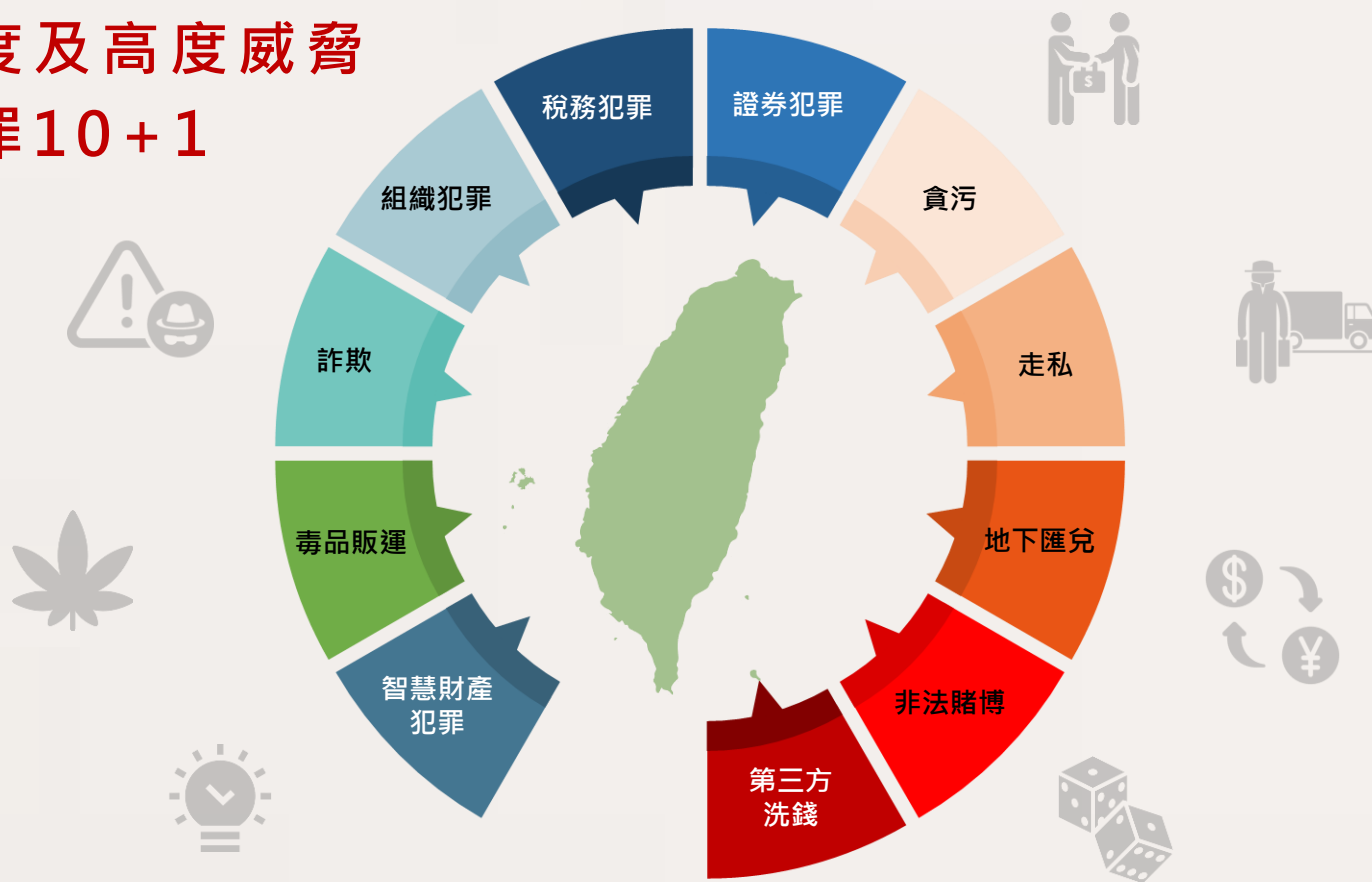 度及高度威脅
罪10+1
稅務犯罪
證券犯罪
貪污
走私
地下匯兌
非法賭博
第三方
洗錢
智慧財產
犯罪
毒品販運
詐欺
組織犯罪
$
$
¥